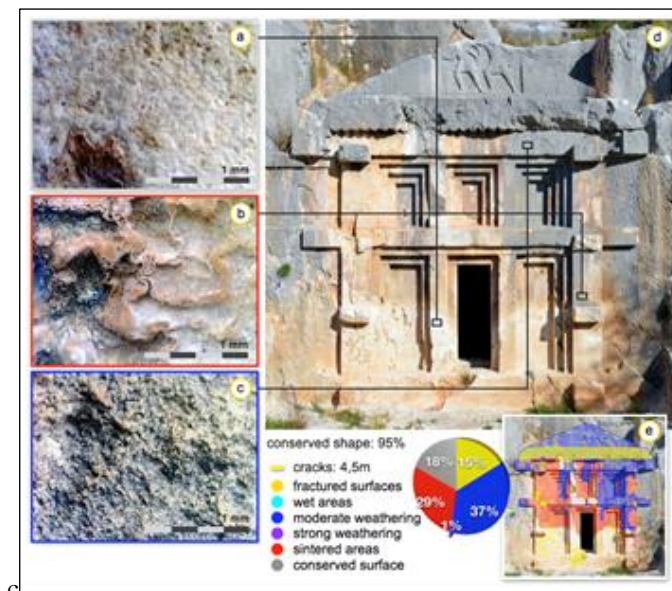 a
1 mm
b
1 mm
c
1 mm
d
conserved shape: 95%
cracks: 4,5m
fractured surfaces
wet areas
moderate weathering
strong weathering
sintered areas
conserved surface
18%
15%
29%
37%
1%
e
c